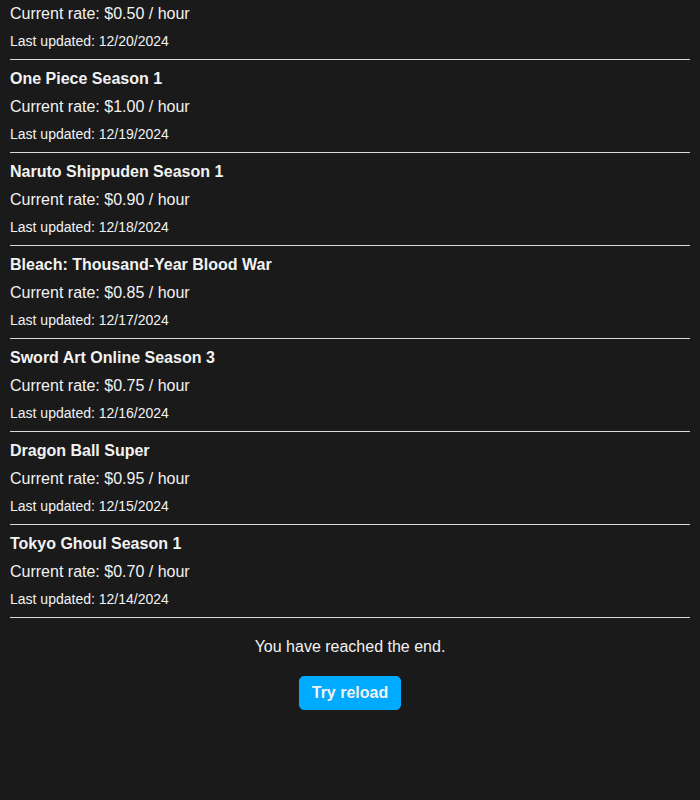 Current rate: $0.50 / hour
Last updated: 12/20/2024
One Piece Season 1
Current rate: $1.00 / hour
Last updated: 12/19/2024
Naruto Shippuden Season 1
Current rate: $0.90 / hour
Last updated: 12/18/2024
Bleach: Thousand-Year Blood War
Current rate: $0.85 / hour
Last updated: 12/17/2024
Sword Art Online Season 3
Current rate: $0.75 / hour
Last updated: 12/16/2024
Dragon Ball Super
Current rate: $0.95 / hour
Last updated: 12/15/2024
Tokyo Ghoul Season 1
Current rate: $0.70 / hour
Last updated: 12/14/2024
You have reached the end.
Try reload